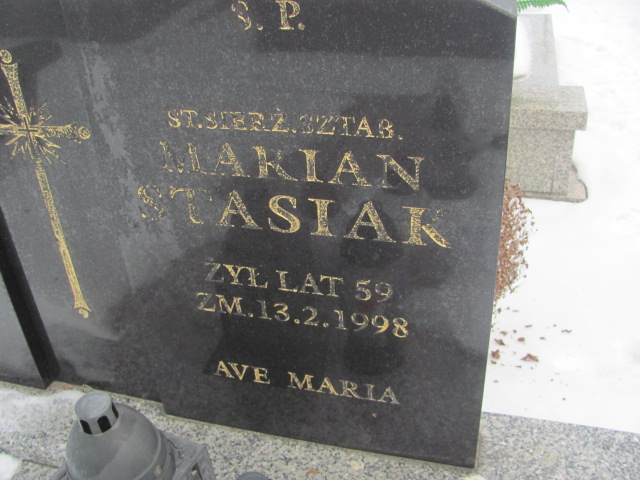 Ś. P.
ST. SIERŻ. SZTAB.
MARIAN
STASIAK
ŻYŁ LAT 59
ZM. 13.2.1998
AVE MARIA